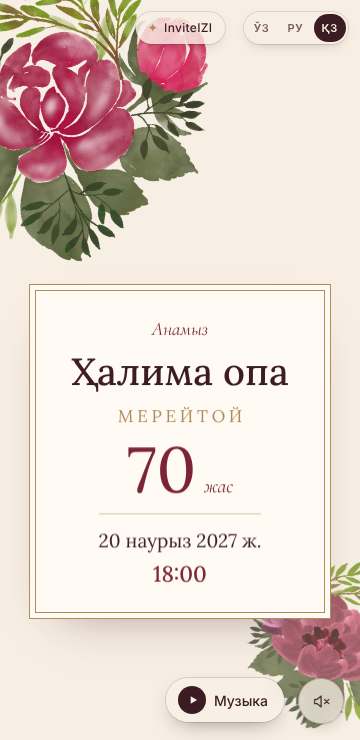 InviteIZI
ЎЗ РУ ҚЗ
Анамыз
Ҳалима опа
МЕРЕЙТОЙ
70 жас
20 наурыз 2027 ж.
18:00
Музыка